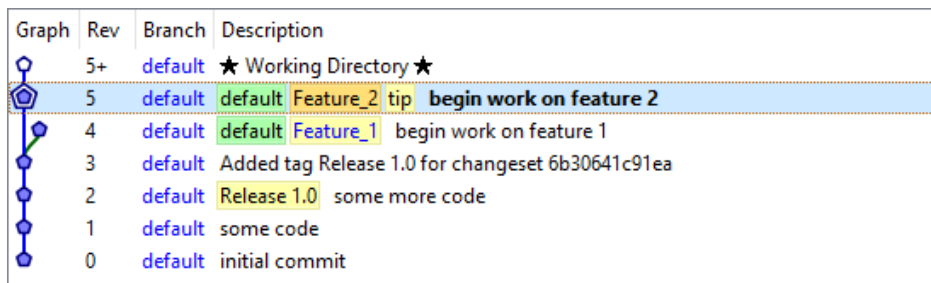 Graph Rev Branch Description
5+ default ★ Working Directory ★
5 default default Feature_2 tip begin work on feature 2
4 default default Feature_1 begin work on feature 1
3 default Added tag Release 1.0 for changeset 6b30641c91ea
2 default Release 1.0 some more code
1 default some code
0 default initial commit